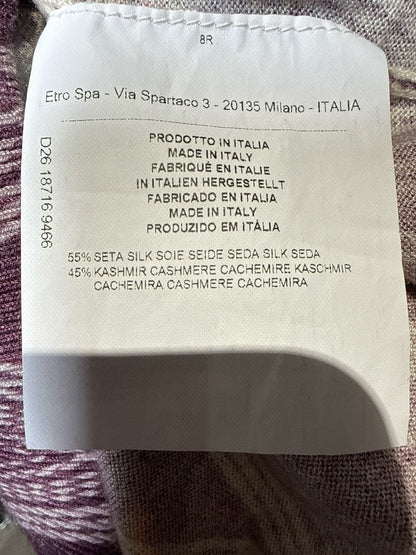 8R
Etro Spa - Via Spartaco 3 - 20135 Milano - ITALIA
D26 18716 9466
PRODOTTO IN ITALIA
MADE IN ITALY
FABRIQUÉ EN ITALIE
IN ITALIEN HERGESTELLT
FABRICADO EN ITALIA
MADE IN ITALY
PRODUZIDO EM ITÁLIA
55% SETA SILK SOIE SEIDE SEDA SILK SEDA
45% KASHMIR CASHMERE CACHEMIRE KASCHMIR
CACHEMIRA CASHMERE CACHEMIRA